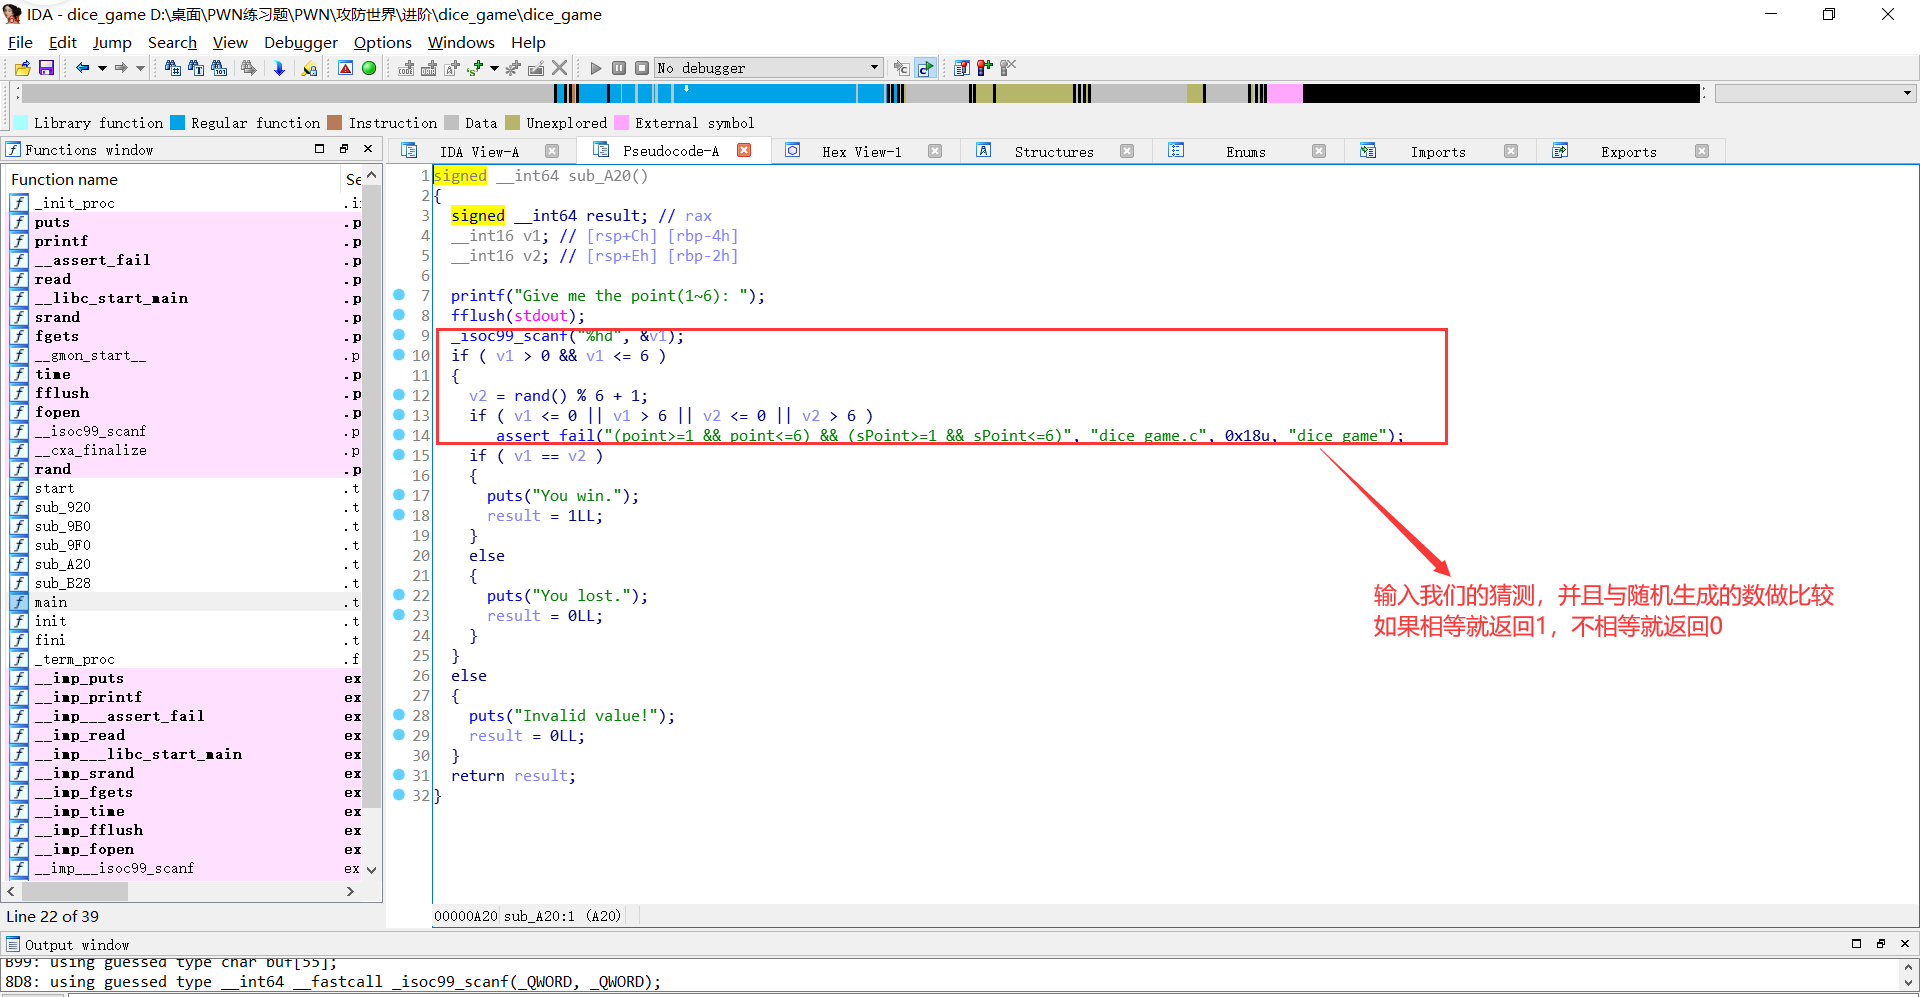 IDA - dice_game D:\桌面\PWN练习题\PWN\攻防世界\进阶\dice_game\dice_game
File Edit Jump Search View Debugger Options Windows Help
No debugger
Library function Regular function Instruction Data Unexplored External symbol
Functions window
IDA View-A Pseudocode-A Hex View-1 Structures Enums Imports Exports
Function name Se
_init_proc .i
puts .p
printf .p
__assert_fail .p
read .p
__libc_start_main .p
srand .p
fgets .p
__gmon_start__ .p
time .p
fflush .p
fopen .p
__isoc99_scanf .p
__cxa_finalize .p
rand .p
start .t
sub_920 .t
sub_9B0 .t
sub_9F0 .t
sub_A20 .t
sub_B28 .t
main .t
init .t
fini .t
_term_proc .f
__imp_puts ex
__imp_printf ex
__imp___assert_fail ex
__imp_read ex
__imp___libc_start_main ex
__imp_srand ex
__imp_fgets ex
__imp_time ex
__imp_fflush ex
__imp_fopen ex
__imp___isoc99_scanf ex
Line 22 of 39
1 signed __int64 sub_A20()
2 {
3 signed __int64 result; // rax
4 __int16 v1; // [rsp+Ch] [rbp-4h]
5 __int16 v2; // [rsp+Eh] [rbp-2h]
6
7 printf("Give me the point(1~6): ");
8 fflush(stdout);
9 _isoc99_scanf("%hd", &v1);
10 if ( v1 > 0 && v1 <= 6 )
11 {
12 v2 = rand() % 6 + 1;
13 if ( v1 <= 0 || v1 > 6 || v2 <= 0 || v2 > 6 )
14 assert fail("(point>=1 && point<=6) && (sPoint>=1 && sPoint<=6)", "dice game.c", 0x18u, "dice game");
15 if ( v1 == v2 )
16 {
17 puts("You win.");
18 result = 1LL;
19 }
20 else
21 {
22 puts("You lost.");
23 result = 0LL;
24 }
25 }
26 else
27 {
28 puts("Invalid value!");
29 result = 0LL;
30 }
31 return result;
32 }
输入我们的猜测，并且与随机生成的数做比较
如果相等就返回1，不相等就返回0
00000A20 sub_A20:1 (A20)
Output window
B99: using guessed type char buf[55];
8D8: using guessed type __int64 __fastcall _isoc99_scanf(_QWORD, _QWORD);